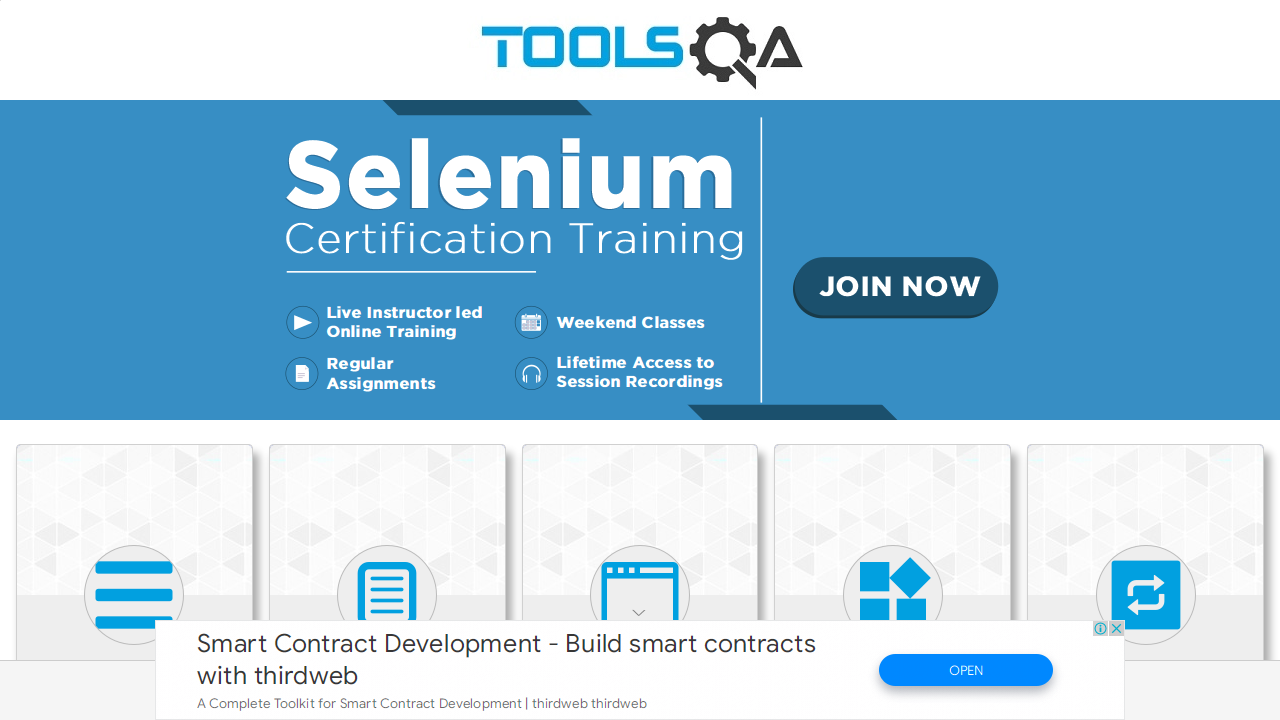 TOOLSQA
Selenium
Certification Training
Live Instructor led
Online Training
Weekend Classes
Regular
Assignments
Lifetime Access to
Session Recordings
JOIN NOW
Smart Contract Development - Build smart contracts
with thirdweb
A Complete Toolkit for Smart Contract Development | thirdweb thirdweb
OPEN